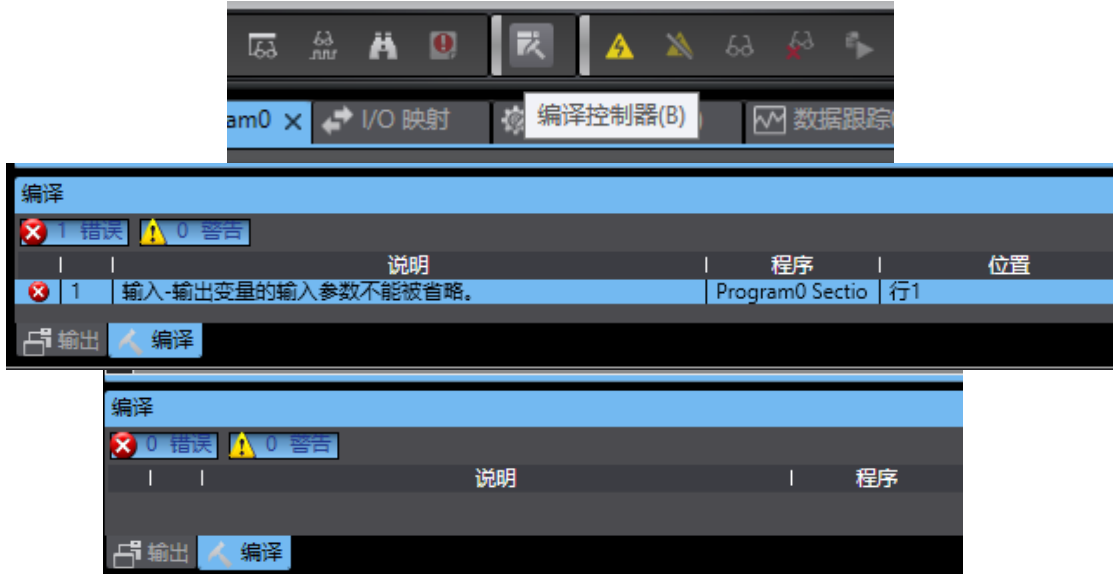 am0 I/O 映射 数据跟踪
编译控制器(B)
编译
1 错误 0 警告
说明 程序 位置
1 输入-输出变量的输入参数不能被省略。 Program0 Sectio 行1
输出 编译
编译
0 错误 0 警告
说明 程序
输出 编译